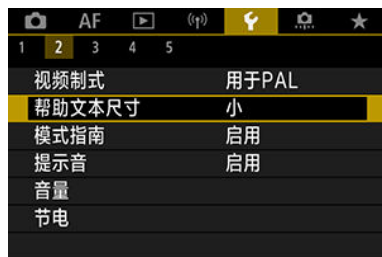 AF
1 2 3 4 5
视频制式 用于PAL
帮助文本尺寸 小
模式指南 启用
提示音 启用
音量
节电